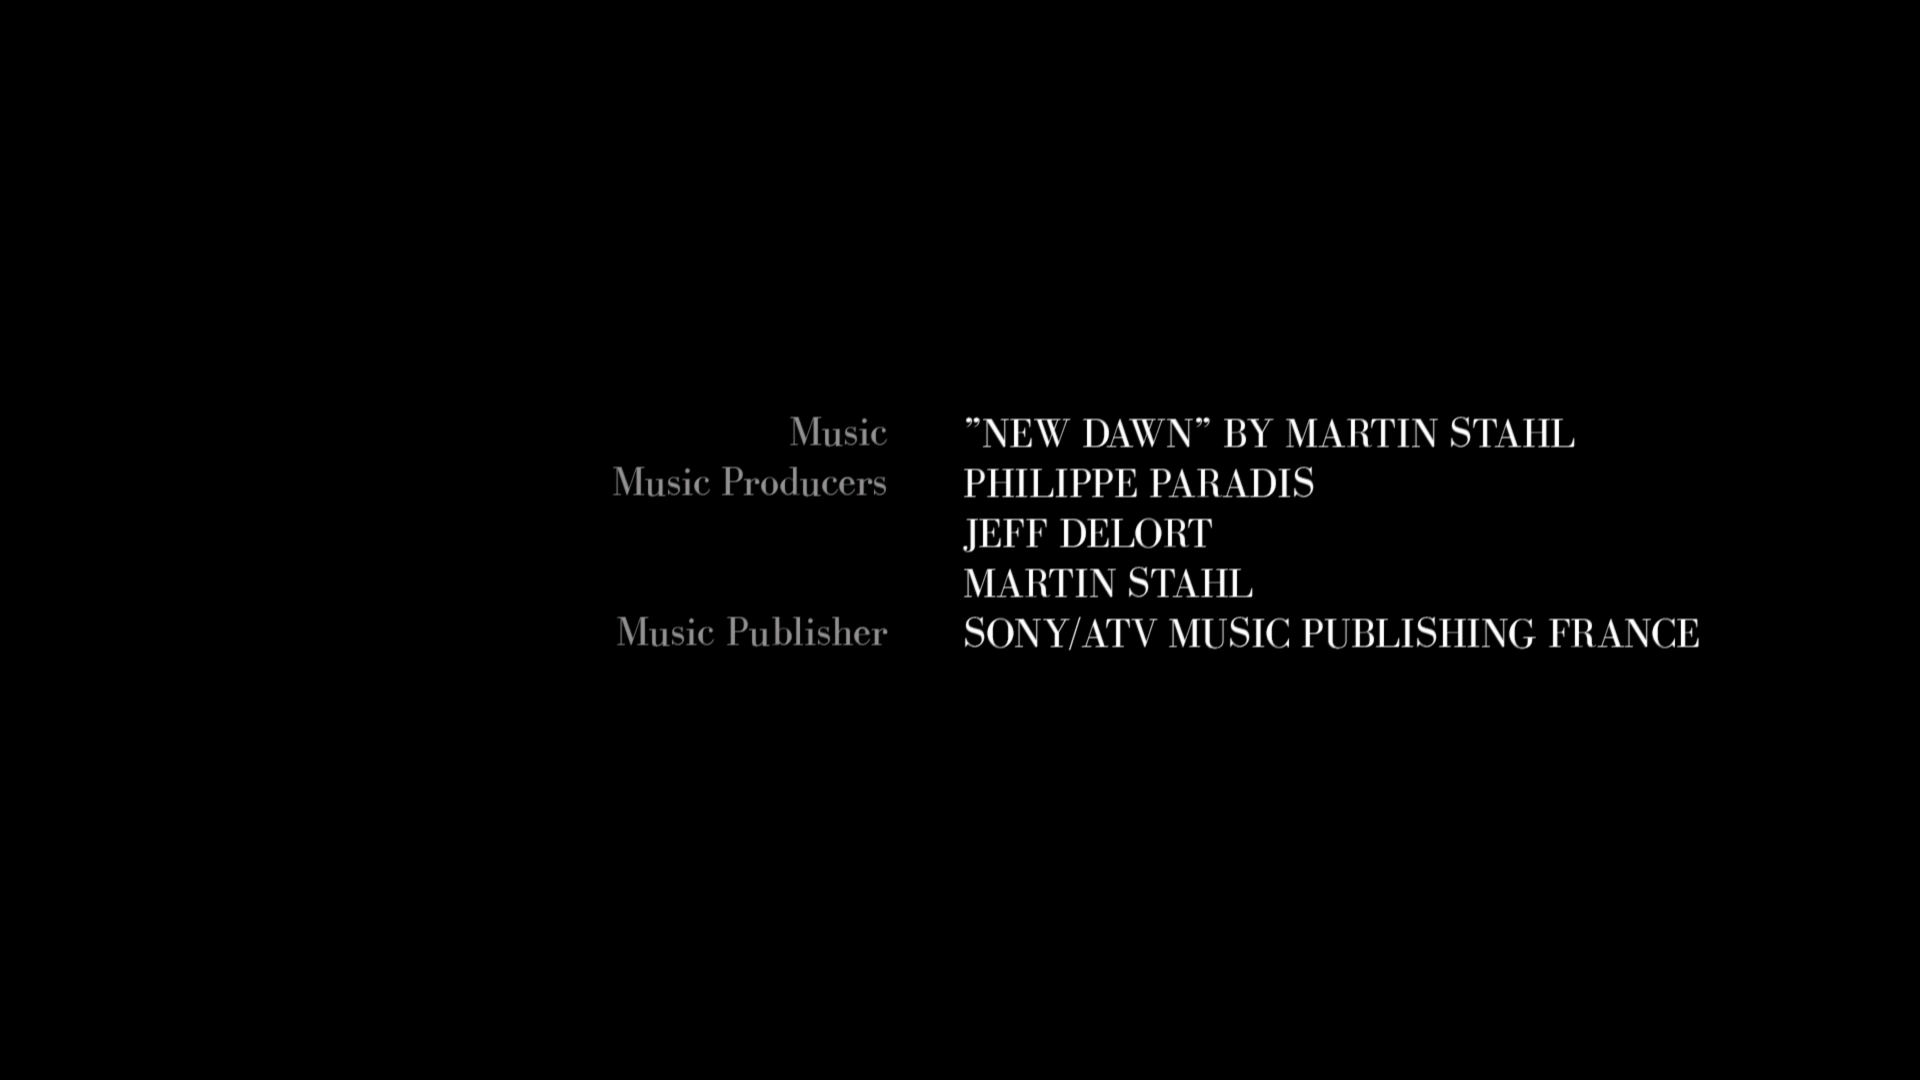 Music ”NEW DAWN” BY MARTIN STAHL
Music Producers PHILIPPE PARADIS
JEFF DELORT
MARTIN STAHL
Music Publisher SONY/ATV MUSIC PUBLISHING FRANCE